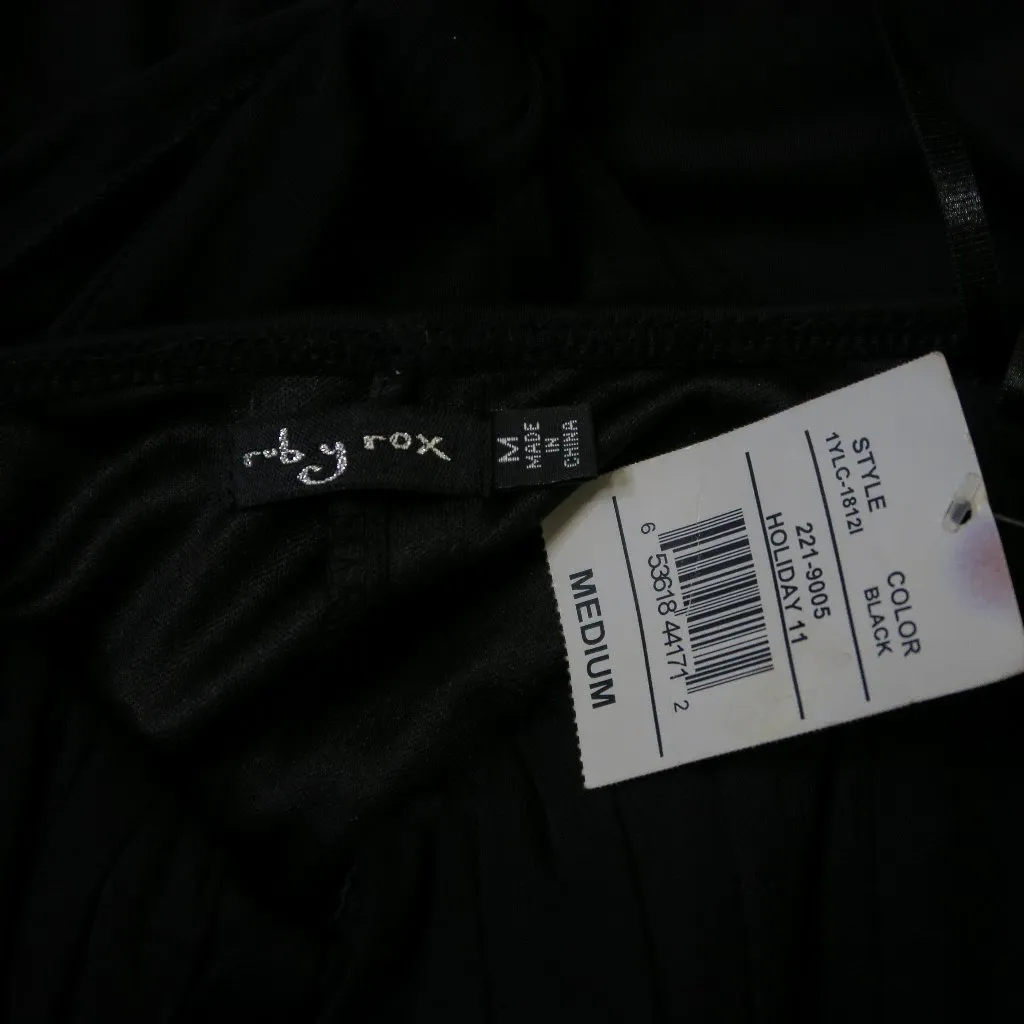 ruby rox
M
MADE
IN
CHINA
STYLE COLOR
1YLC-1812I BLACK
221-9005
HOLIDAY 11
6 53618 44171 2
MEDIUM